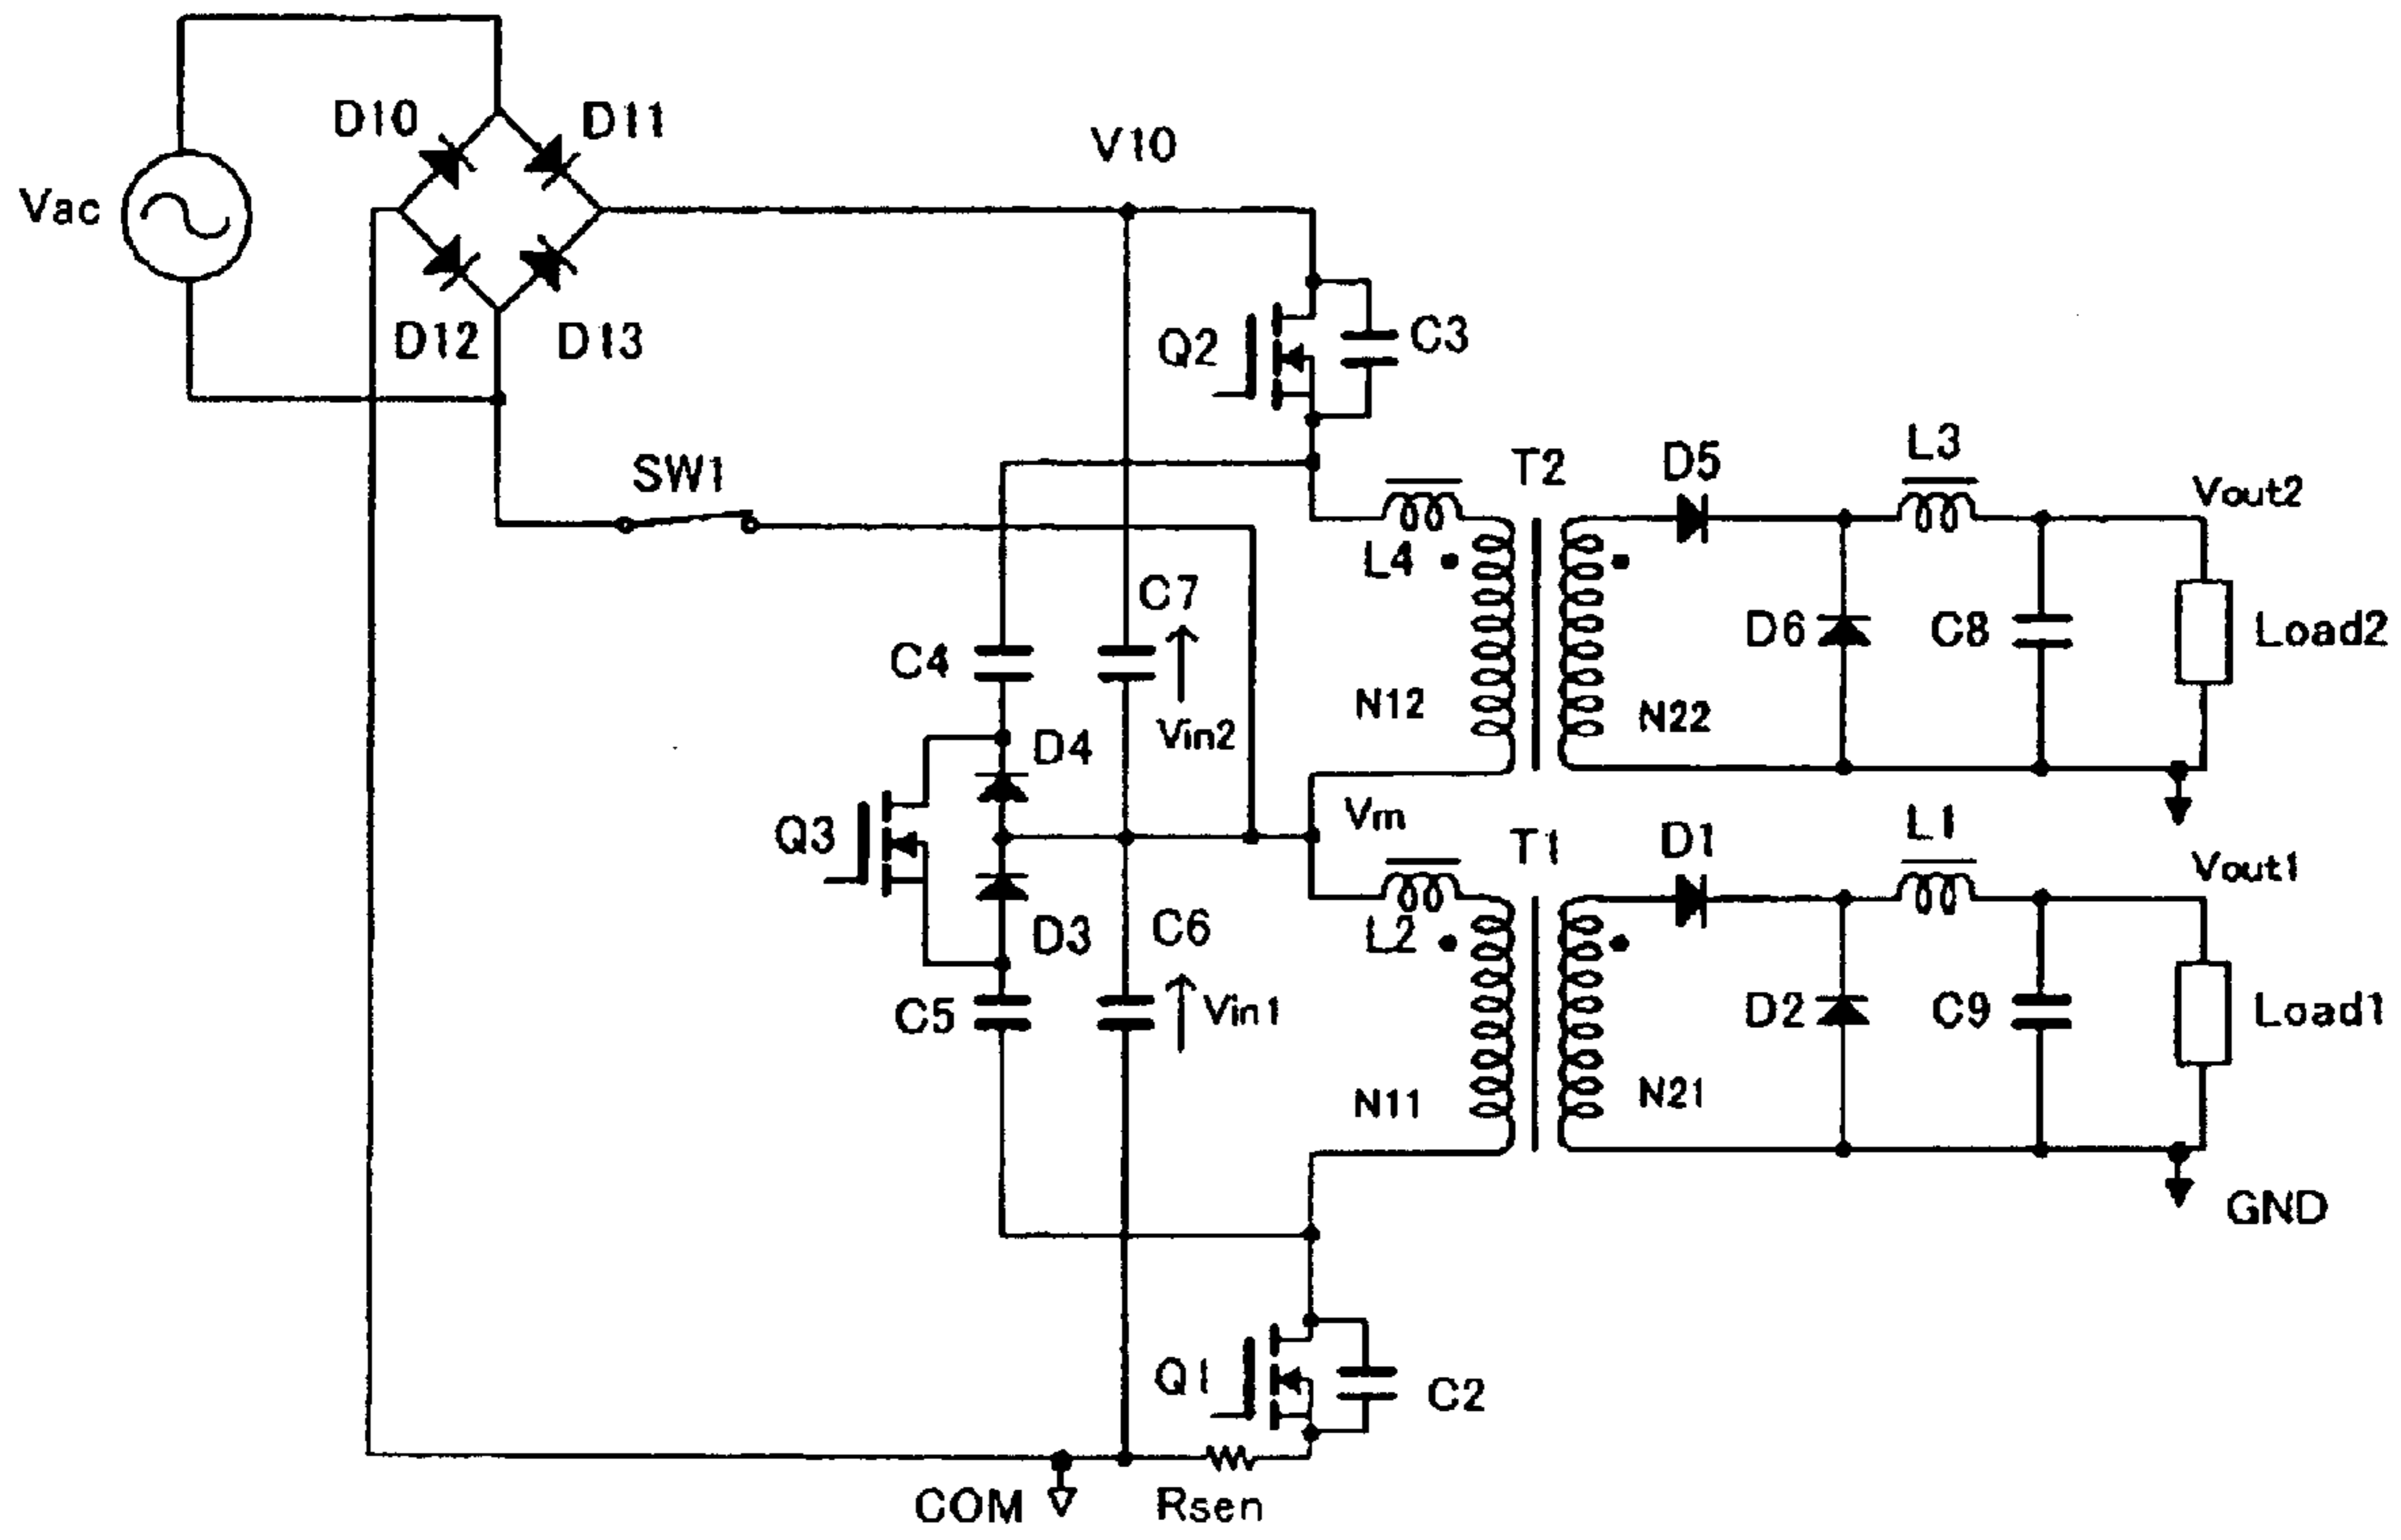 D10
D11
V10
Vac
D12
D13
Q2
C3
SW1
T2
D5
L3
Vout2
L4
C7
D6
C8
Load2
C4
N12
N22
Vin2
D4
Vm
Q3
T1
D1
L1
Vout1
D3
C6
L2
C5
Vin1
D2
C9
Load1
N11
N21
GND
Q1
C2
COM
Rsen